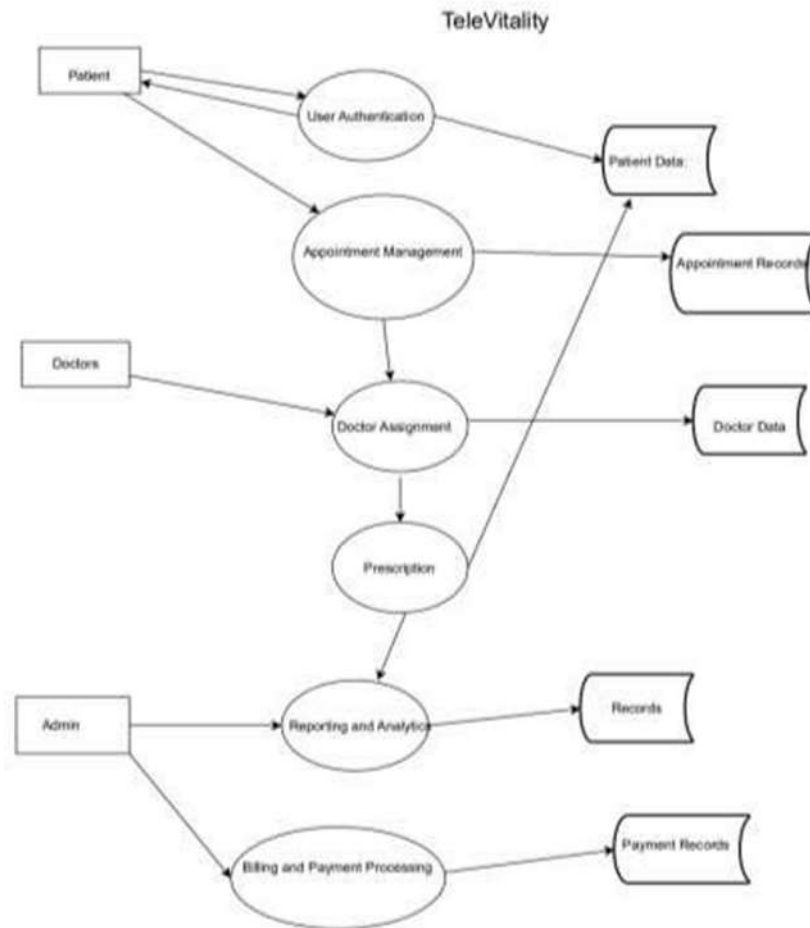 TeleVitality
Patient
User Authentication
Patient Data:
Appointment Management
Appointment Records
Doctors
Doctor Assignment
Doctor Data
Prescription
Admin
Reporting and Analytics
Records
Billing and Payment Processing
Payment Records